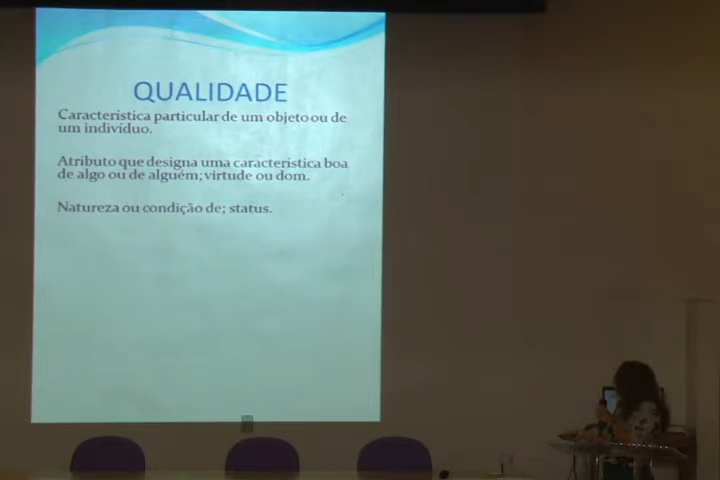 QUALIDADE
Caracteristica particular de um objeto ou de
um indivíduo.
Atributo que designa uma característica boa
de algo ou de alguém; virtude ou dom.
Natureza ou condição de; status.